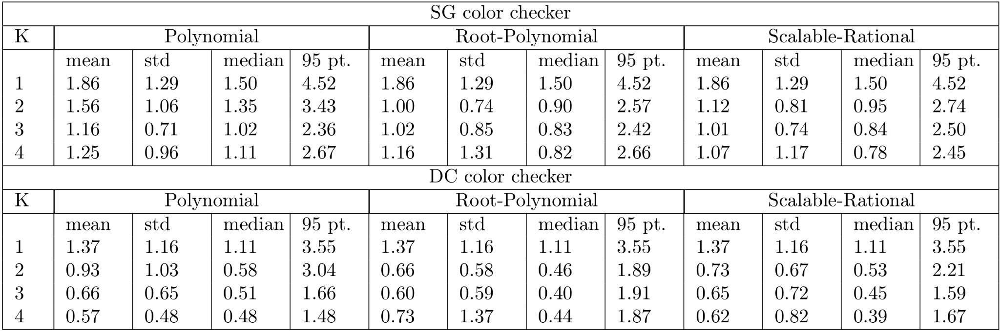 SG color checker
K Polynomial Root-Polynomial Scalable-Rational
mean std median 95 pt. mean std median 95 pt. mean std median 95 pt.
1 1.86 1.29 1.50 4.52 1.86 1.29 1.50 4.52 1.86 1.29 1.50 4.52
2 1.56 1.06 1.35 3.43 1.00 0.74 0.90 2.57 1.12 0.81 0.95 2.74
3 1.16 0.71 1.02 2.36 1.02 0.85 0.83 2.42 1.01 0.74 0.84 2.50
4 1.25 0.96 1.11 2.67 1.16 1.31 0.82 2.66 1.07 1.17 0.78 2.45
DC color checker
K Polynomial Root-Polynomial Scalable-Rational
mean std median 95 pt. mean std median 95 pt. mean std median 95 pt.
1 1.37 1.16 1.11 3.55 1.37 1.16 1.11 3.55 1.37 1.16 1.11 3.55
2 0.93 1.03 0.58 3.04 0.66 0.58 0.46 1.89 0.73 0.67 0.53 2.21
3 0.66 0.65 0.51 1.66 0.60 0.59 0.40 1.91 0.65 0.72 0.45 1.59
4 0.57 0.48 0.48 1.48 0.73 1.37 0.44 1.87 0.62 0.82 0.39 1.67